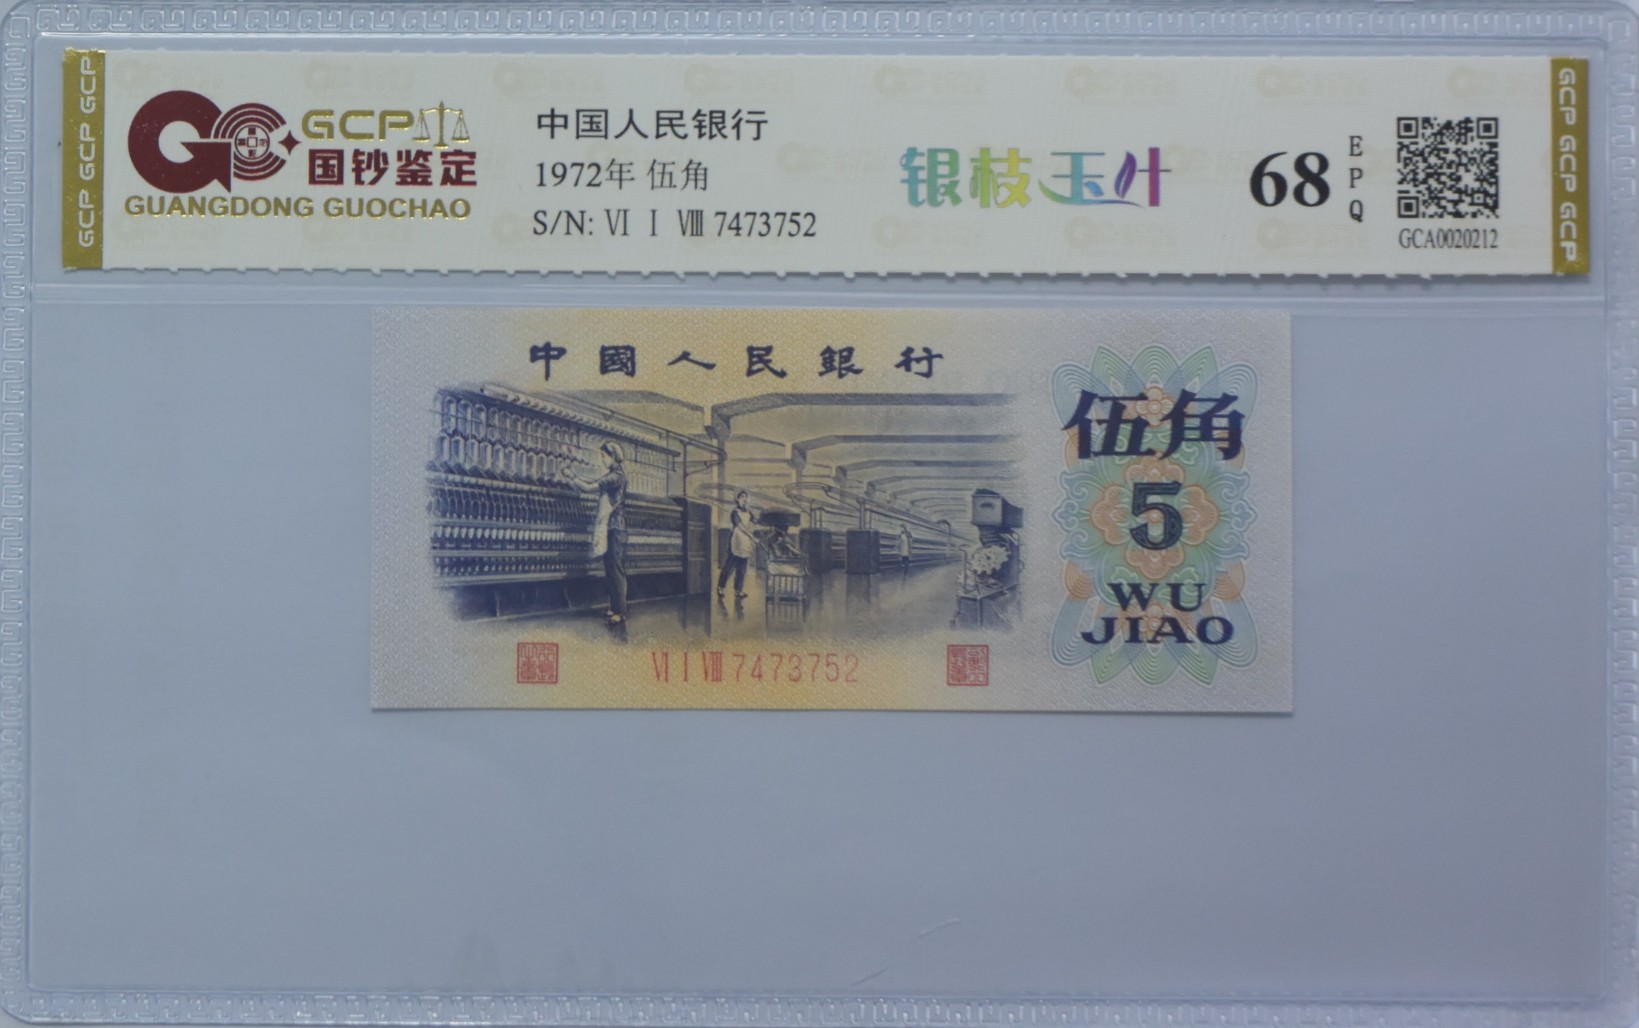 GCP GCP GCP
GCP
国钞鉴定
GUANGDONG GUOCHAO
中国人民银行
1972年 伍角
S/N: Ⅵ Ⅰ Ⅷ 7473752
银枝玉叶
68
EPQ
GCA0020212
GCP GCP GCP
中國人民銀行
伍角
5
WU
JIAO
Ⅵ Ⅰ Ⅷ 7473752